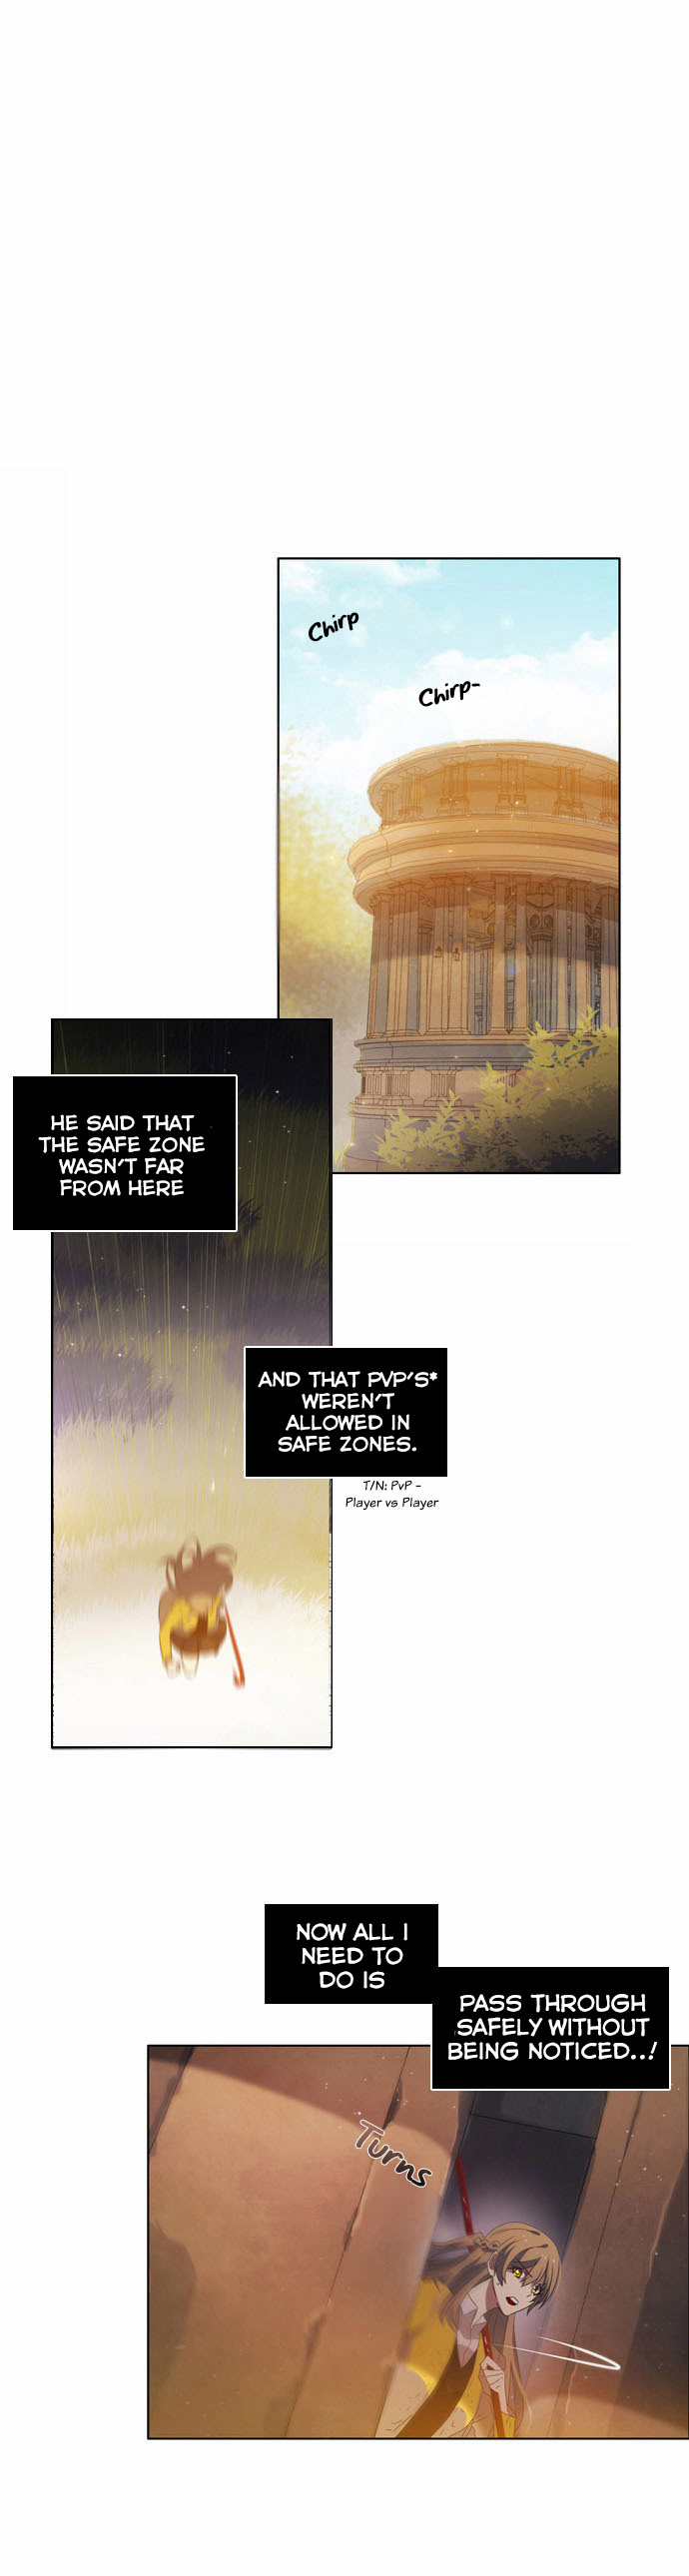 Chirp
Chirp-
HE SAID THAT
THE SAFE ZONE
WASN'T FAR
FROM HERE
AND THAT PVP'S*
WEREN'T
ALLOWED IN
SAFE ZONES.
T/N: PvP -
Player vs Player
NOW ALL I
NEED TO
DO IS
PASS THROUGH
SAFELY WITHOUT
BEING NOTICED..!
Turns